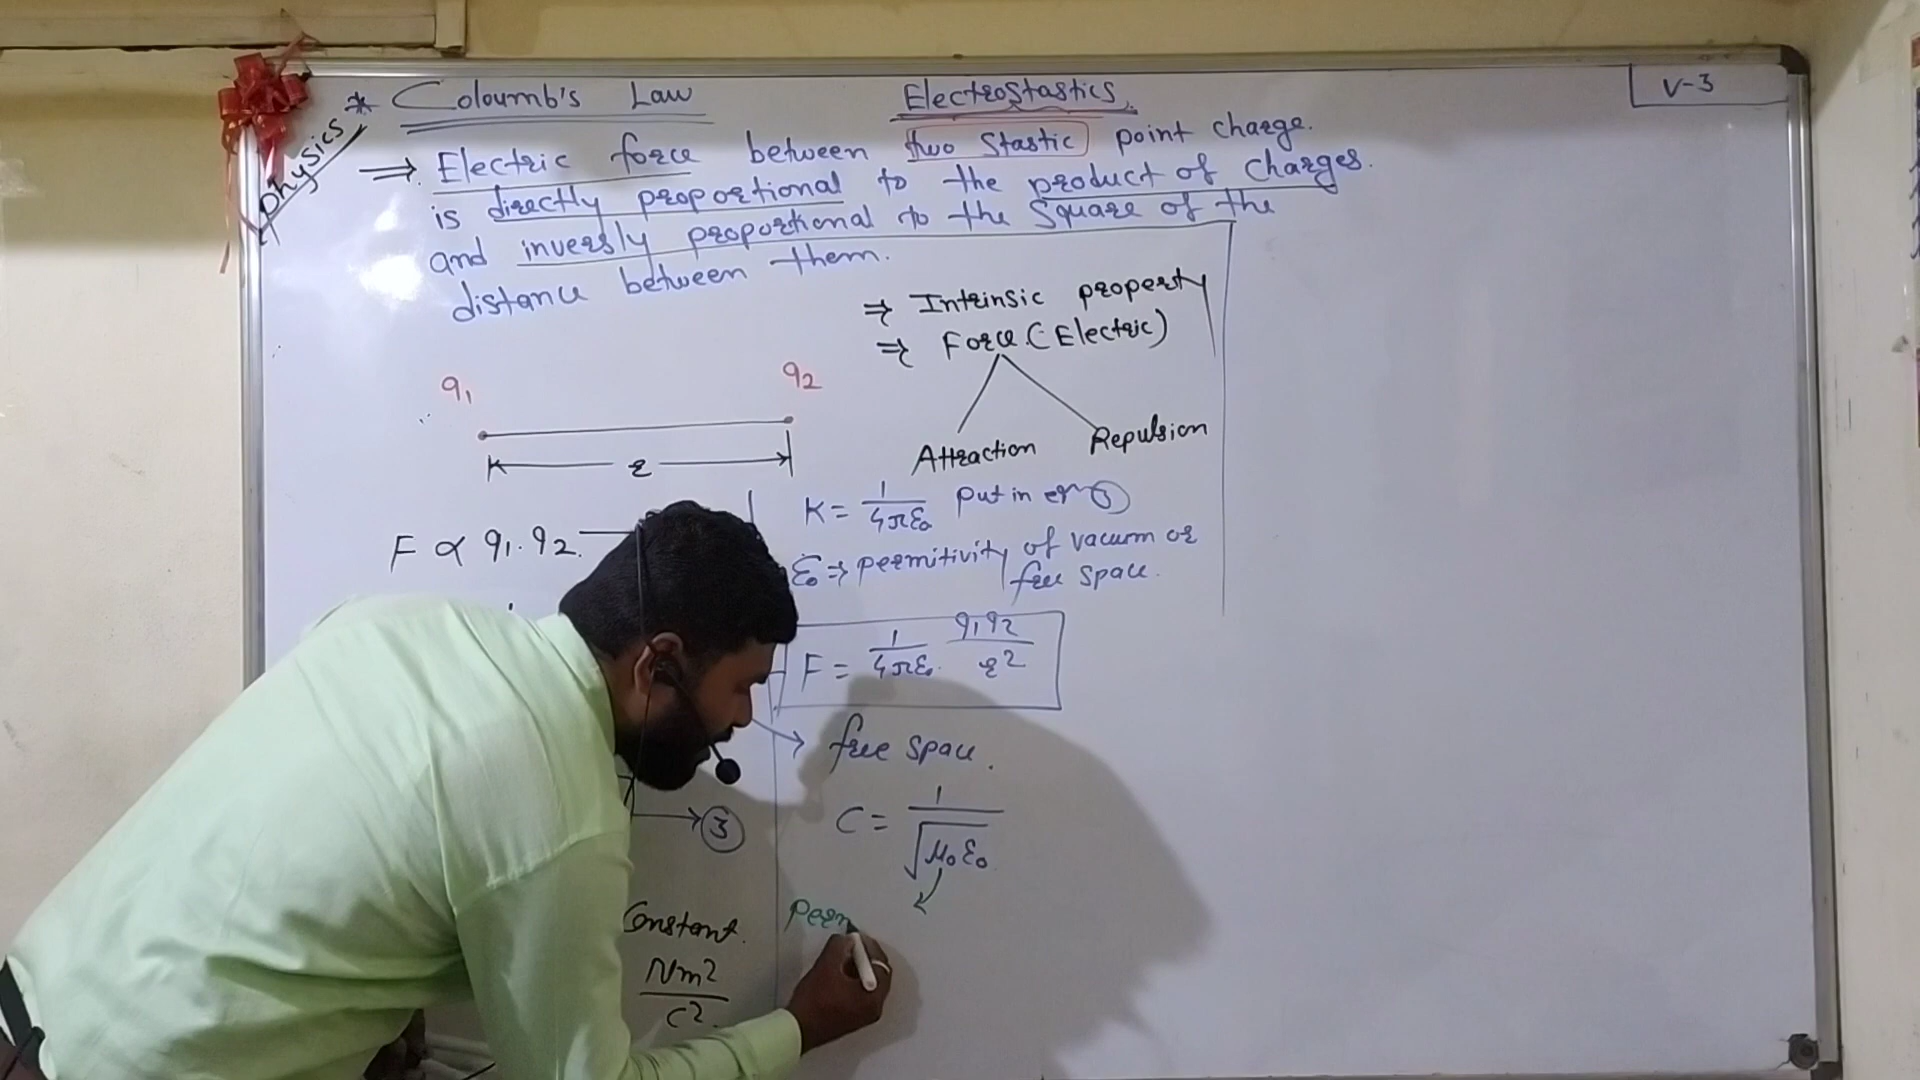 * Coloumb's Law
Electrostastics
V-3
physics
⇒ Electric force between two Stastic point charge.
is directly proportional to the product of charges.
and inversly proportional to the square of the
distance between them.
⇒ Intrinsic property
⇒ Force (Electric)
Attraction Repulsion
q1 q2
r
F ∝ q1.q2
K = 1/4πε0 put in eqn ③
ε0 ⇒ permitivity of vacuum or
free space.
F = 1/4πε0 . q1q2/r²
→ free space.
③
C = 1/√μ0ε0
Constant.
Nm²/C²
Perm